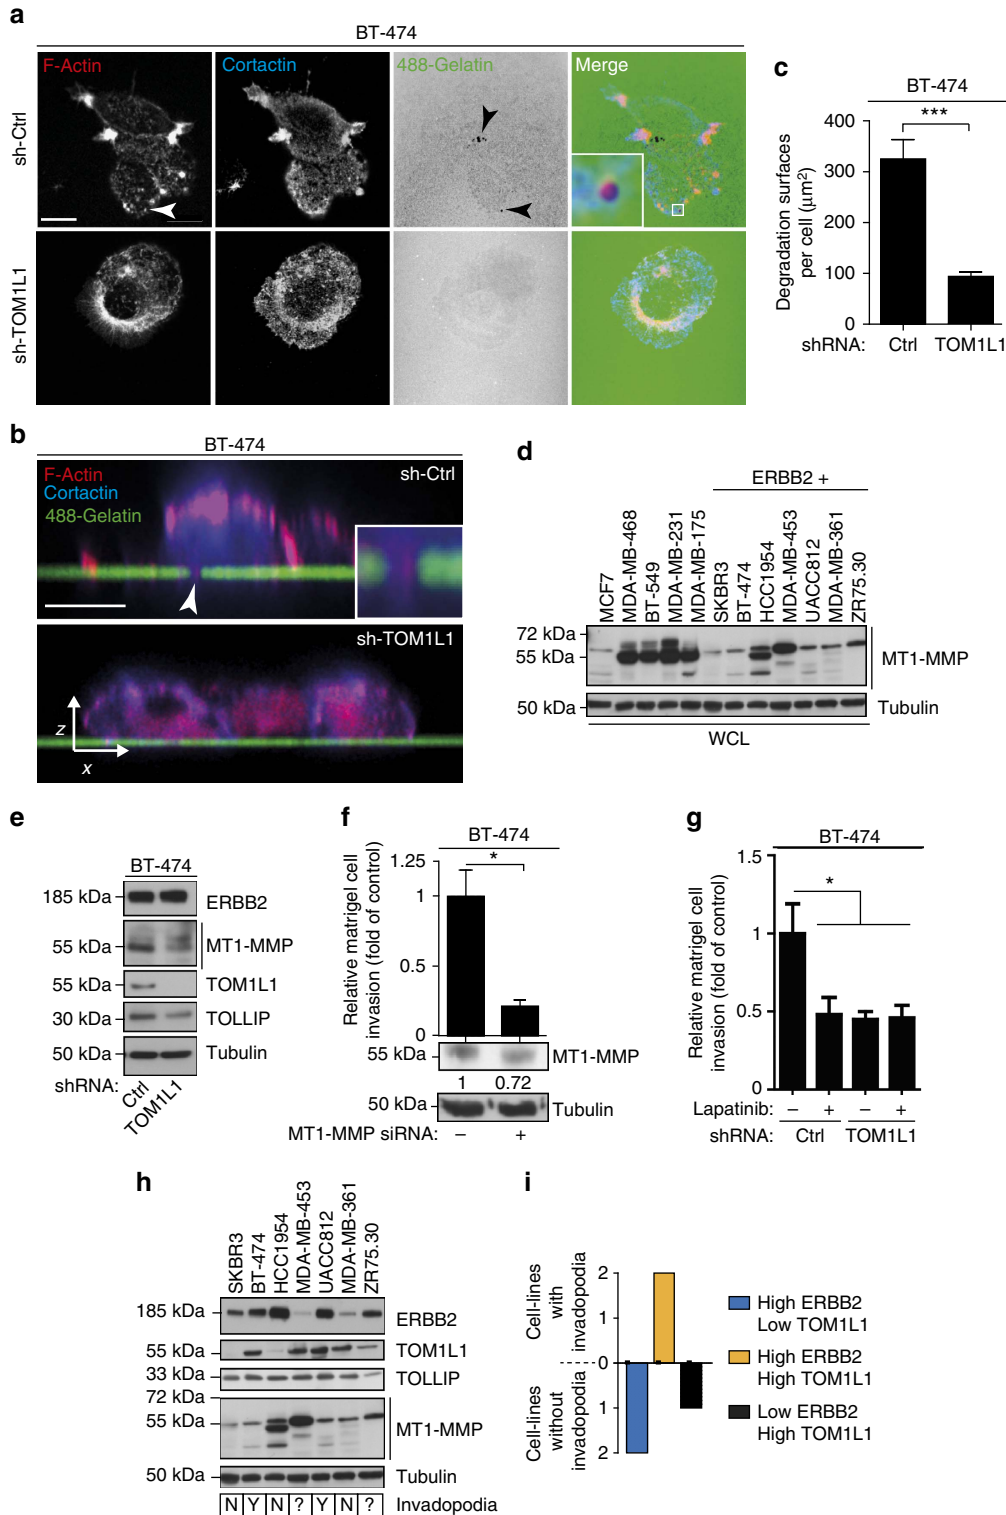 a
BT-474
F-Actin
Cortactin
488-Gelatin
Merge
sh-Ctrl
sh-TOM1L1
b
BT-474
F-Actin
Cortactin
488-Gelatin
sh-Ctrl
sh-TOM1L1
z
x
c
BT-474
***
Degradation surfaces
per cell (μm²)
400
300
200
100
0
shRNA: Ctrl TOM1L1
d
ERBB2 +
MCF7
MDA-MB-468
BT-549
MDA-MB-231
MDA-MB-175
SKBR3
BT-474
HCC1954
MDA-MB-453
UACC812
MDA-MB-361
ZR75.30
72 kDa
55 kDa
MT1-MMP
50 kDa
Tubulin
WCL
e
BT-474
185 kDa
ERBB2
55 kDa
MT1-MMP
55 kDa
TOM1L1
30 kDa
TOLLIP
50 kDa
Tubulin
shRNA: Ctrl TOM1L1
f
BT-474
*
Relative matrigel cell
invasion (fold of control)
1.25
1
0.5
0
55 kDa
MT1-MMP
1 0.72
50 kDa
Tubulin
MT1-MMP siRNA: – +
g
BT-474
*
Relative matrigel cell
invasion (fold of control)
1.5
1
0.5
0
Lapatinib: – + – +
shRNA: Ctrl TOM1L1
h
SKBR3
BT-474
HCC1954
MDA-MB-453
UACC812
MDA-MB-361
ZR75.30
185 kDa
ERBB2
55 kDa
TOM1L1
33 kDa
TOLLIP
72 kDa
55 kDa
MT1-MMP
50 kDa
Tubulin
N Y N ? Y N ? Invadopodia
i
Cell-lines
with
invadopodia
Cell-lines
without
invadopodia
2
1
0
1
2
High ERBB2
Low TOM1L1
High ERBB2
High TOM1L1
Low ERBB2
High TOM1L1